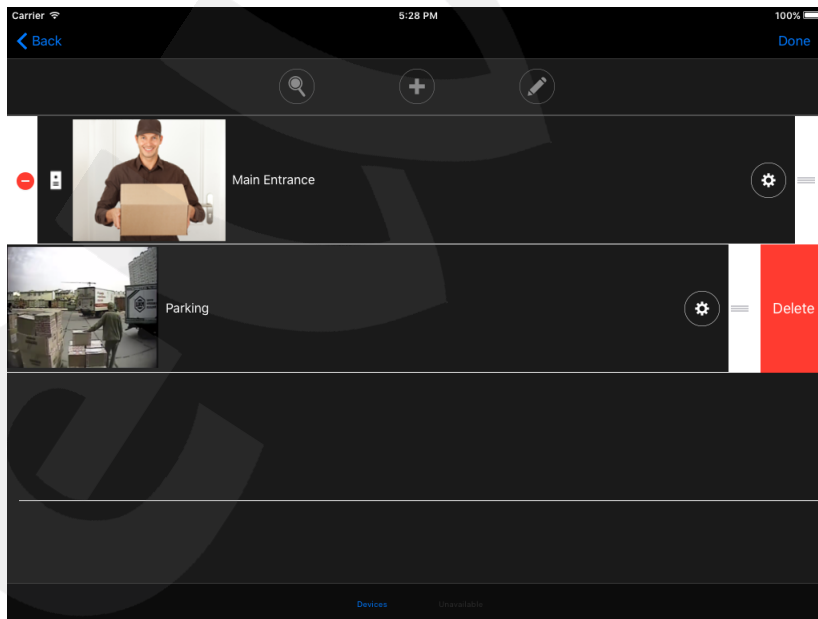 Carrier 5:28 PM 100%
Back Done
Main Entrance
Parking Delete
Devices Unavailable